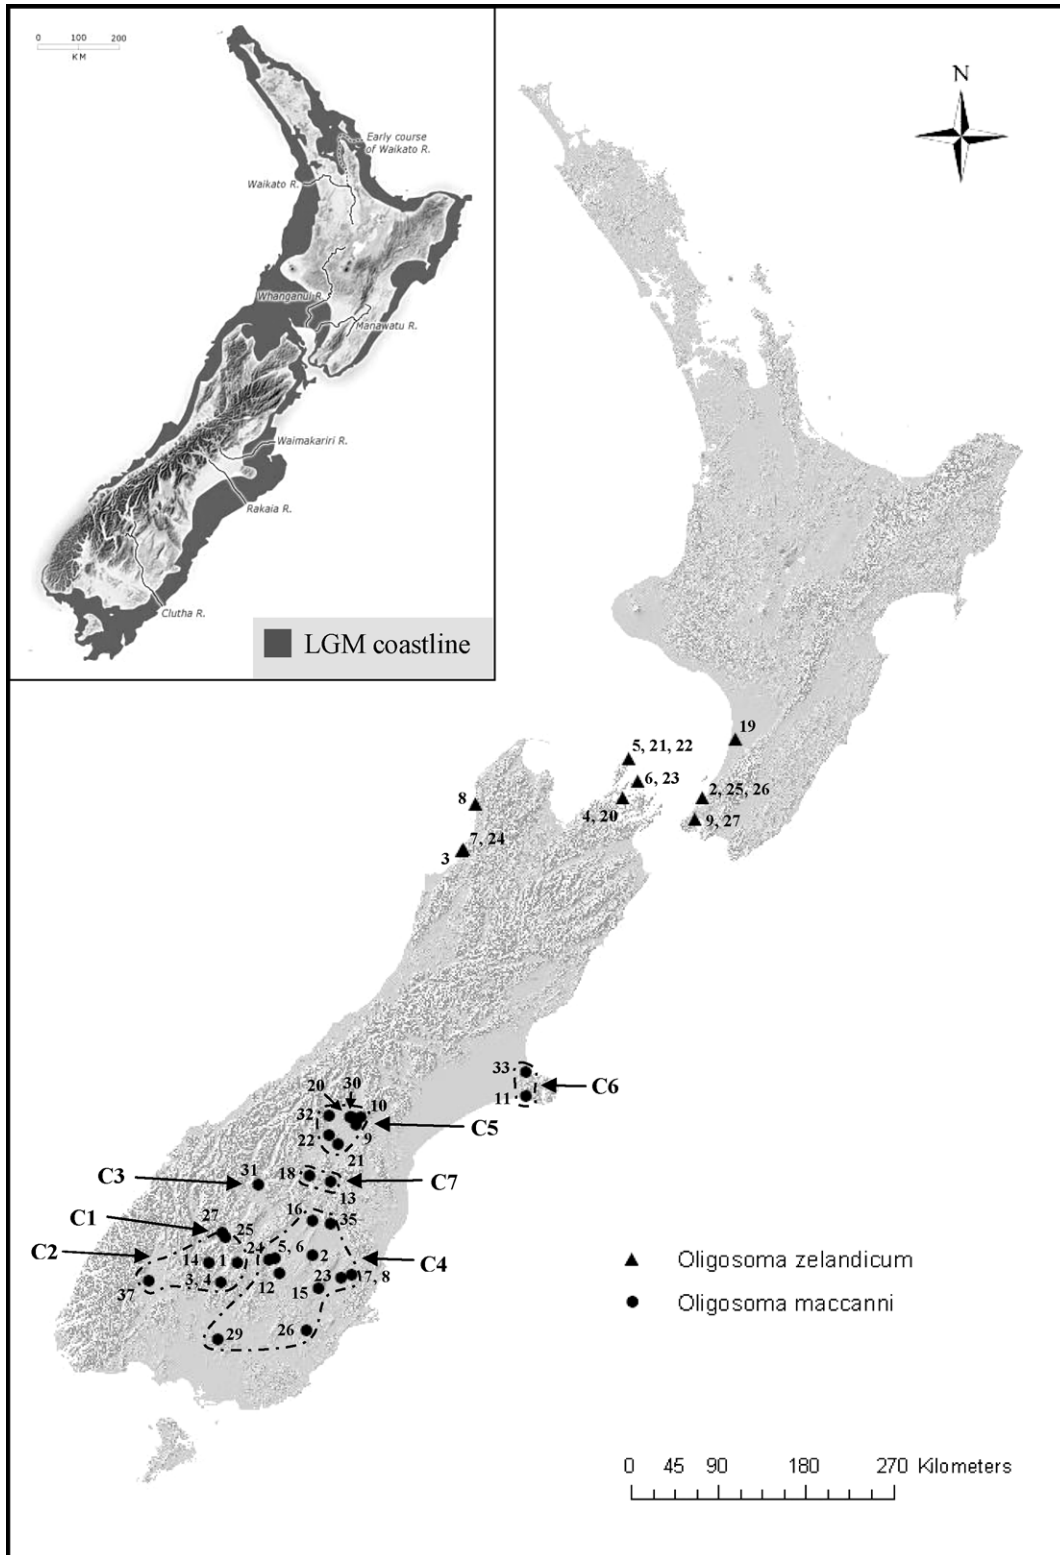 0 100 200
KM
Early course
of Waikato R.
Waikato R.
Whanganui R.
Manawatu R.
Waimakariri R.
Rakaia R.
Clutha R.
LGM coastline
N
19
5, 21, 22
6, 23
2, 25, 26
8
4, 20
9, 27
7, 24
3
33
C6
11
20
30
10
32
C5
9
22
21
31
C3
18
C7
13
C1
27
16
35
25
C2
24
5, 6
C4
14
1
2
3, 4
12
23
7, 8
37
15
29
26
Oligosoma zelandicum
Oligosoma maccanni
0 45 90 180 270 Kilometers